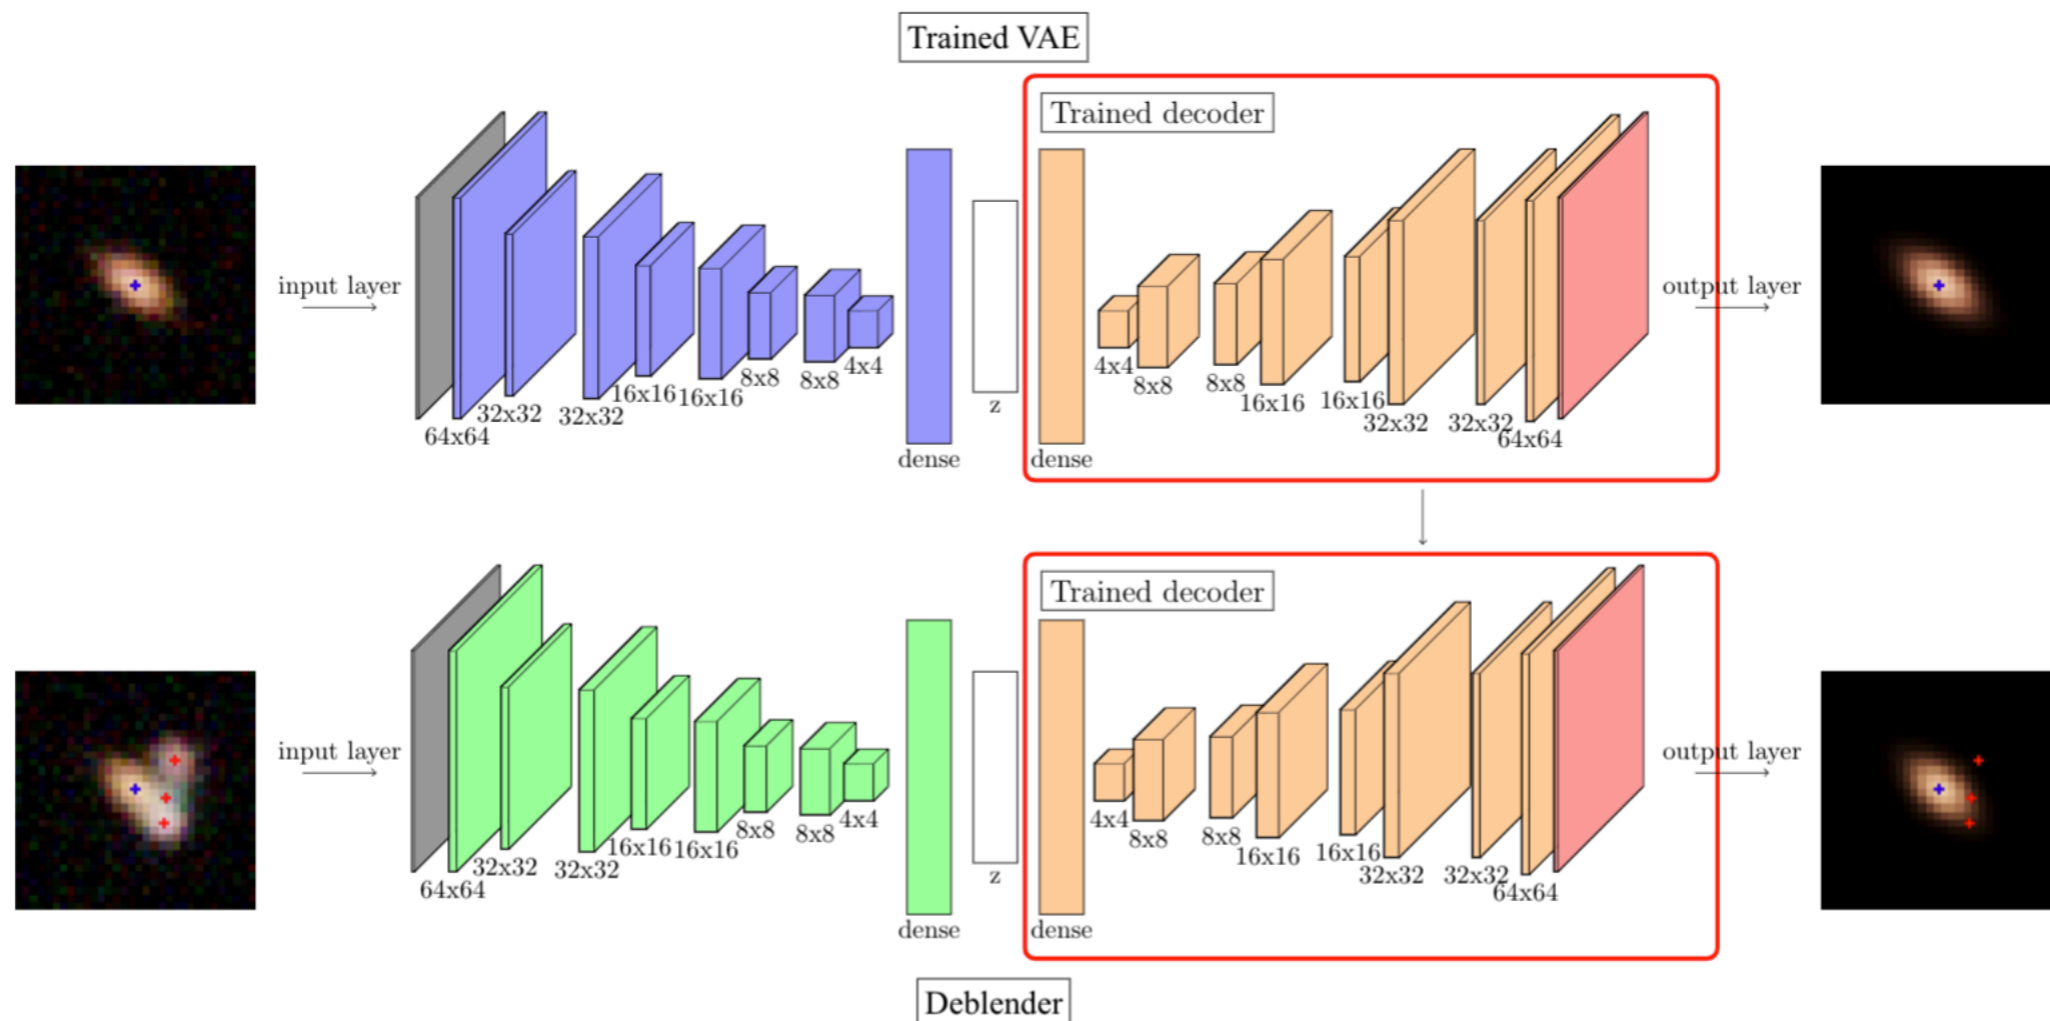 Trained VAE
Trained decoder
input layer
output layer
64x64
32x32
32x32
16x16
16x16
8x8
8x8
4x4
dense
z
dense
4x4
8x8
8x8
16x16
16x16
32x32
32x32
64x64
Trained decoder
input layer
output layer
64x64
32x32
32x32
16x16
16x16
8x8
8x8
4x4
dense
z
dense
4x4
8x8
8x8
16x16
16x16
32x32
32x32
64x64
Deblender